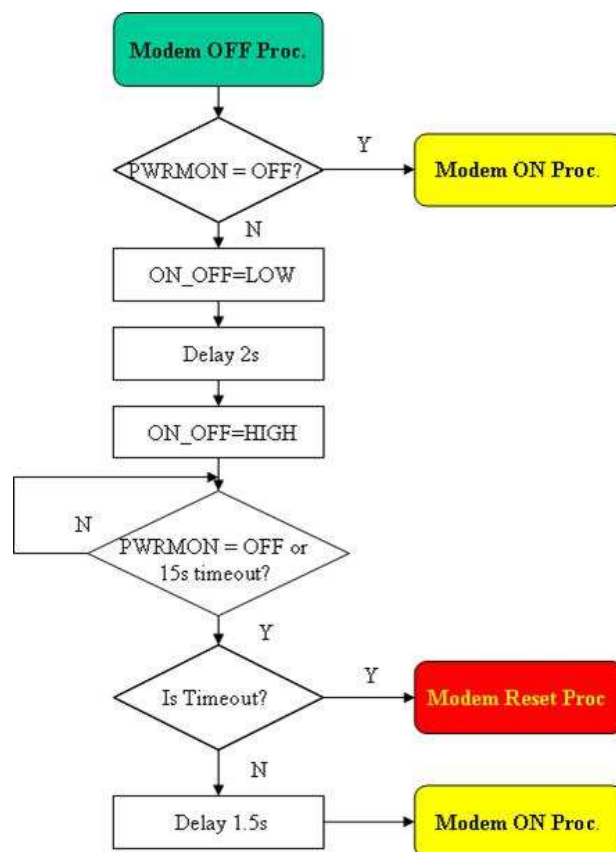 Modem OFF Proc.
PWRMON = OFF?
Y
Modem ON Proc.
N
ON_OFF=LOW
Delay 2s
ON_OFF=HIGH
N
PWRMON = OFF or
15s timeout?
Y
Is Timeout?
Y
Modem Reset Proc
N
Delay 1.5s
Modem ON Proc.